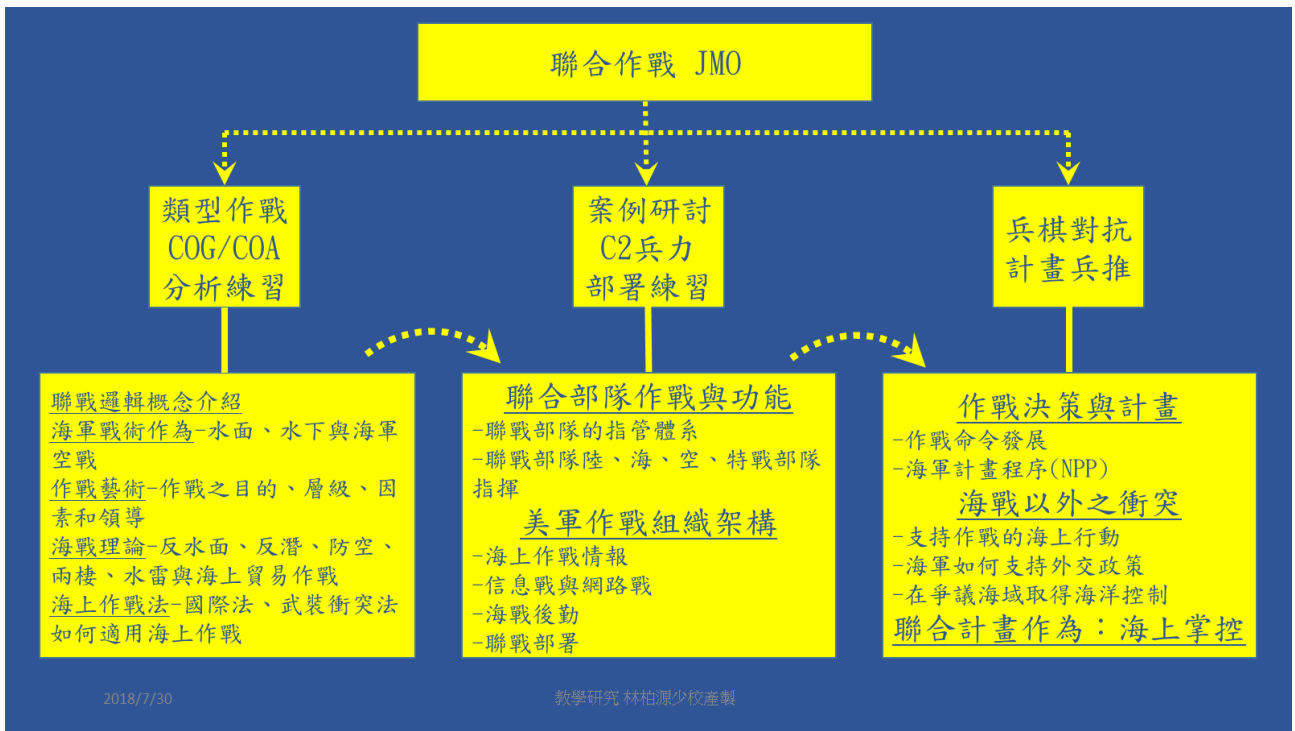 聯合作戰 JMO
類型作戰
COG/COA
分析練習
案例研討
C2兵力
部署練習
兵棋對抗
計畫兵推
聯戰邏輯概念介紹
海軍戰術作為-水面、水下與海軍
空戰
作戰藝術-作戰之目的、層級、因
素和領導
海戰理論-反水面、反潛、防空、
兩棲、水雷與海上貿易作戰
海上作戰法-國際法、武裝衝突法
如何適用海上作戰
聯合部隊作戰與功能
-聯戰部隊的指管體系
-聯戰部隊陸、海、空、特戰部隊
指揮
美軍作戰組織架構
-海上作戰情報
-信息戰與網路戰
-海戰後勤
-聯戰部署
作戰決策與計畫
-作戰命令發展
-海軍計畫程序(NPP)
海戰以外之衝突
-支持作戰的海上行動
-海軍如何支持外交政策
-在爭議海域取得海洋控制
聯合計畫作為：海上掌控
2018/7/30
教學研究 林柏源少校產製